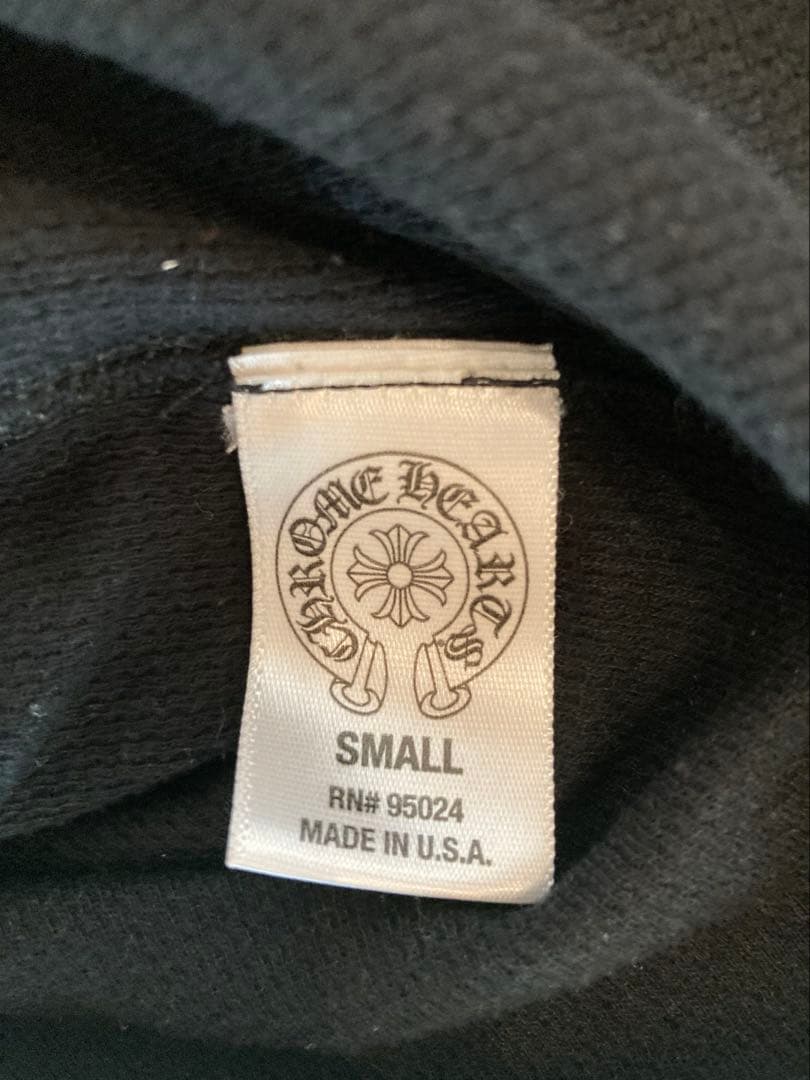 CHROME HEARTS
SMALL
RN# 95024
MADE IN U.S.A.